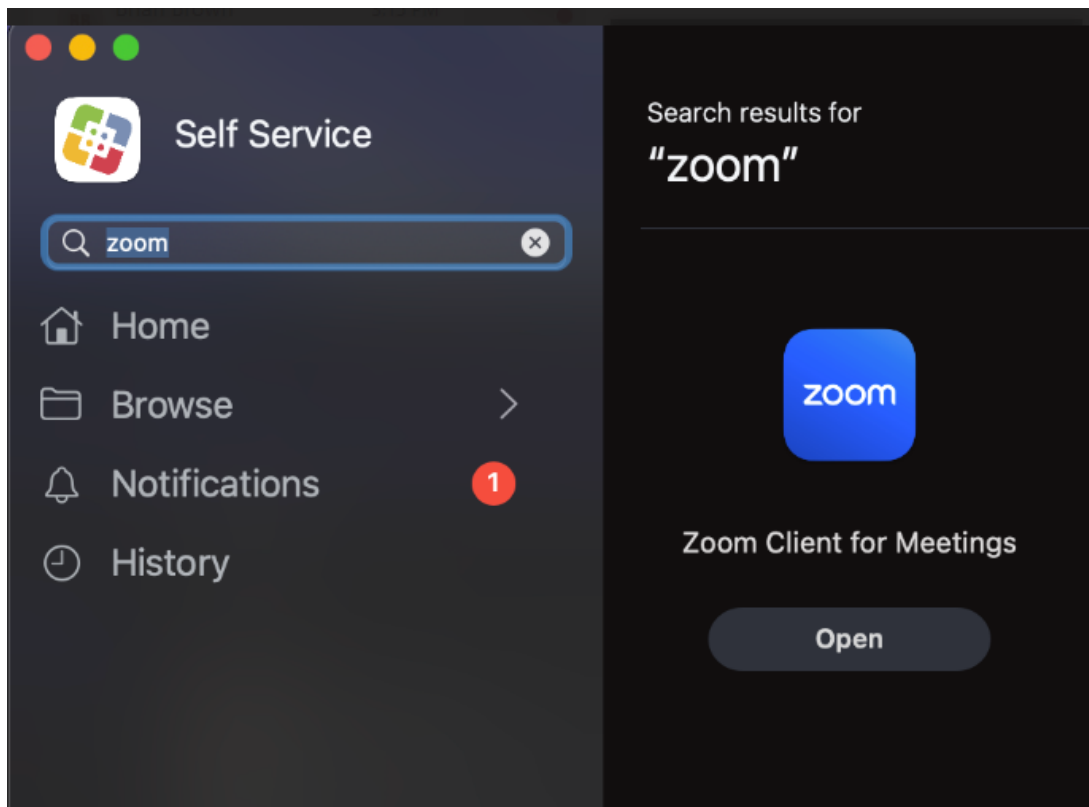 Self Service
zoom
Home
Browse
Notifications
1
History
Search results for
“zoom”
zoom
Zoom Client for Meetings
Open